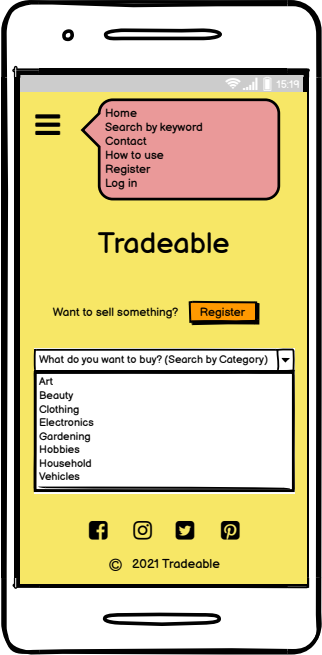 15:19
Home
Search by keyword
Contact
How to use
Register
Log in
Tradeable
Want to sell something? Register
What do you want to buy? (Search by Category)
Art
Beauty
Clothing
Electronics
Gardening
Hobbies
Household
Vehicles
© 2021 Tradeable